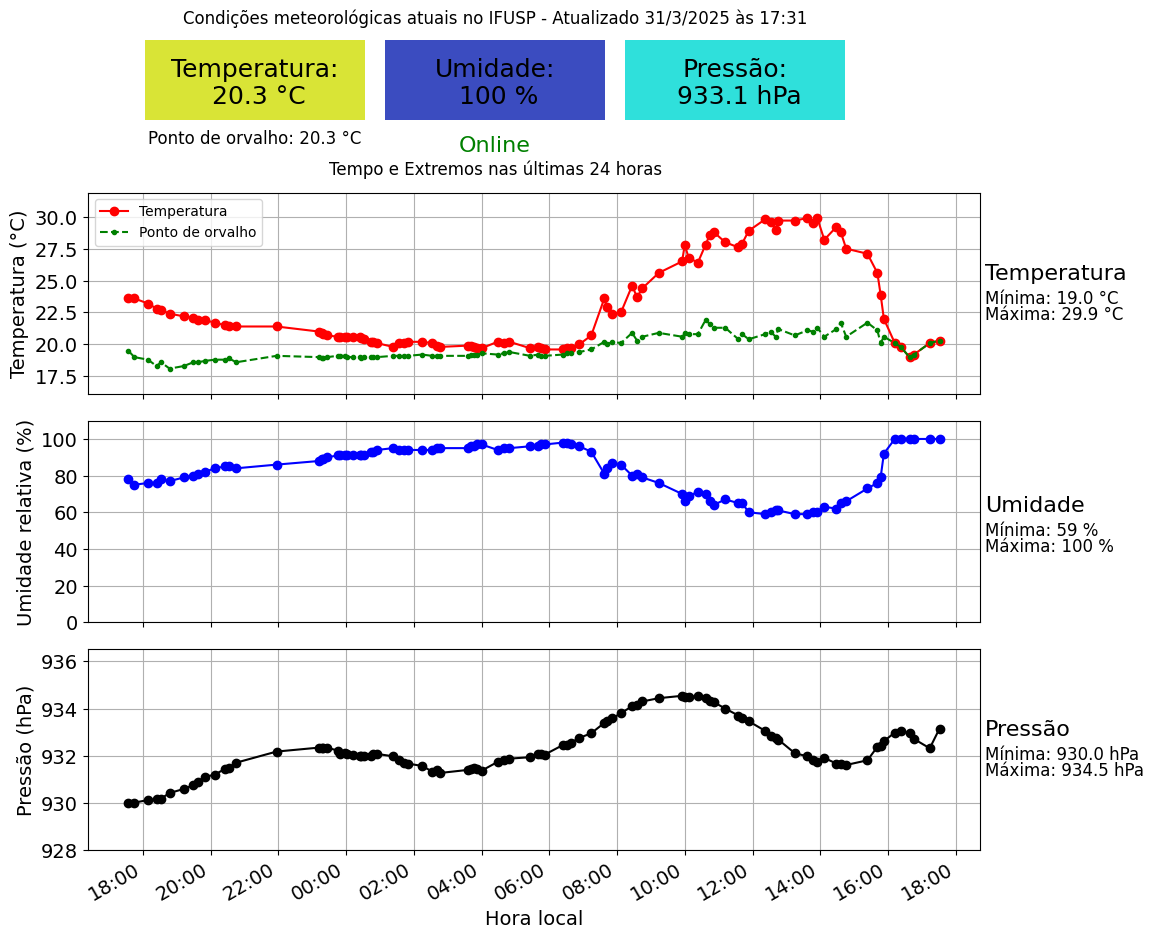 Condições meteorológicas atuais no IFUSP - Atualizado 31/3/2025 às 17:31
Temperatura:
20.3 °C
Umidade:
100 %
Pressão:
933.1 hPa
Ponto de orvalho: 20.3 °C
Online
Tempo e Extremos nas últimas 24 horas
Temperatura (°C)
30.0
27.5
25.0
22.5
20.0
17.5
Temperatura
Ponto de orvalho
Temperatura
Mínima: 19.0 °C
Máxima: 29.9 °C
Umidade relativa (%)
100
80
60
40
20
0
Umidade
Mínima: 59 %
Máxima: 100 %
Pressão (hPa)
936
934
932
930
928
Pressão
Mínima: 930.0 hPa
Máxima: 934.5 hPa
18:00
20:00
22:00
00:00
02:00
04:00
06:00
08:00
10:00
12:00
14:00
16:00
18:00
Hora local